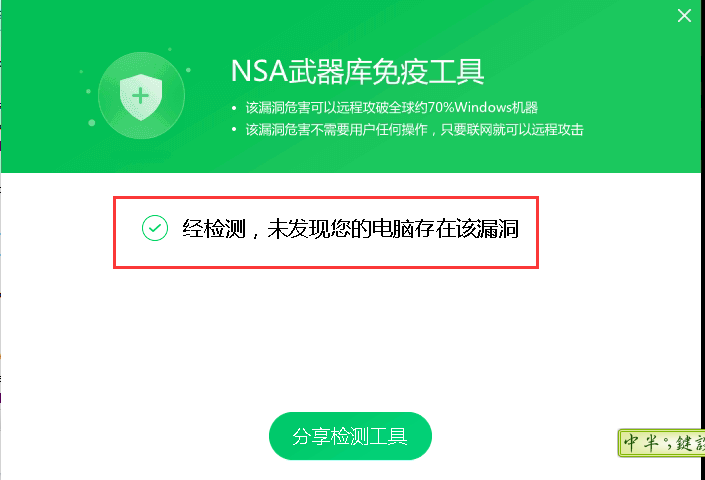 NSA武器库免疫工具
• 该漏洞危害可以远程攻破全球约70%Windows机器
• 该漏洞危害不需要用户任何操作，只要联网就可以远程攻击
经检测，未发现您的电脑存在该漏洞
分享检测工具
中半°,鍵